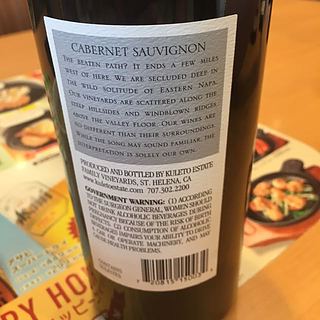 CABERNET SAUVIGNON
THE BEATEN PATH? IT ENDS A FEW MILES
WEST OF HERE. WE ARE SECLUDED DEEP IN
THE WILD SOLITUDE OF EASTERN NAPA.
OUR VINEYARDS ARE SCATTERED ALONG THE
STEEP HILLSIDES AND WINDBLOWN RIDGES
ABOVE THE VALLEY FLOOR. OUR WINES ARE
NO DIFFERENT THAN THEIR SURROUNDINGS.
WHILE THE SONG MAY SOUND FAMILIAR, THE
INTERPRETATION IS SOLELY OUR OWN.
PRODUCED AND BOTTLED BY KULETO ESTATE
FAMILY VINEYARDS, ST. HELENA, CA
www.kuletoestate.com 707.302.2200
GOVERNMENT WARNING: (1) ACCORDING
TO THE SURGEON GENERAL, WOMEN SHOULD
NOT DRINK ALCOHOLIC BEVERAGES DURING
PREGNANCY BECAUSE OF THE RISK OF BIRTH
DEFECTS. (2) CONSUMPTION OF ALCOHOLIC
BEVERAGES IMPAIRS YOUR ABILITY TO DRIVE
A CAR OR OPERATE MACHINERY, AND MAY
CAUSE HEALTH PROBLEMS.
CONTAINS
SULFITES
RY HO